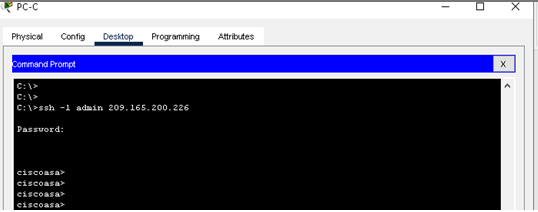 PC-C
Physical Config Desktop Programming Attributes
Command Prompt X
C:\>
C:\>
C:\>ssh -l admin 209.165.200.226
Password:
ciscoasa>
ciscoasa>
ciscoasa>
ciscoasa>